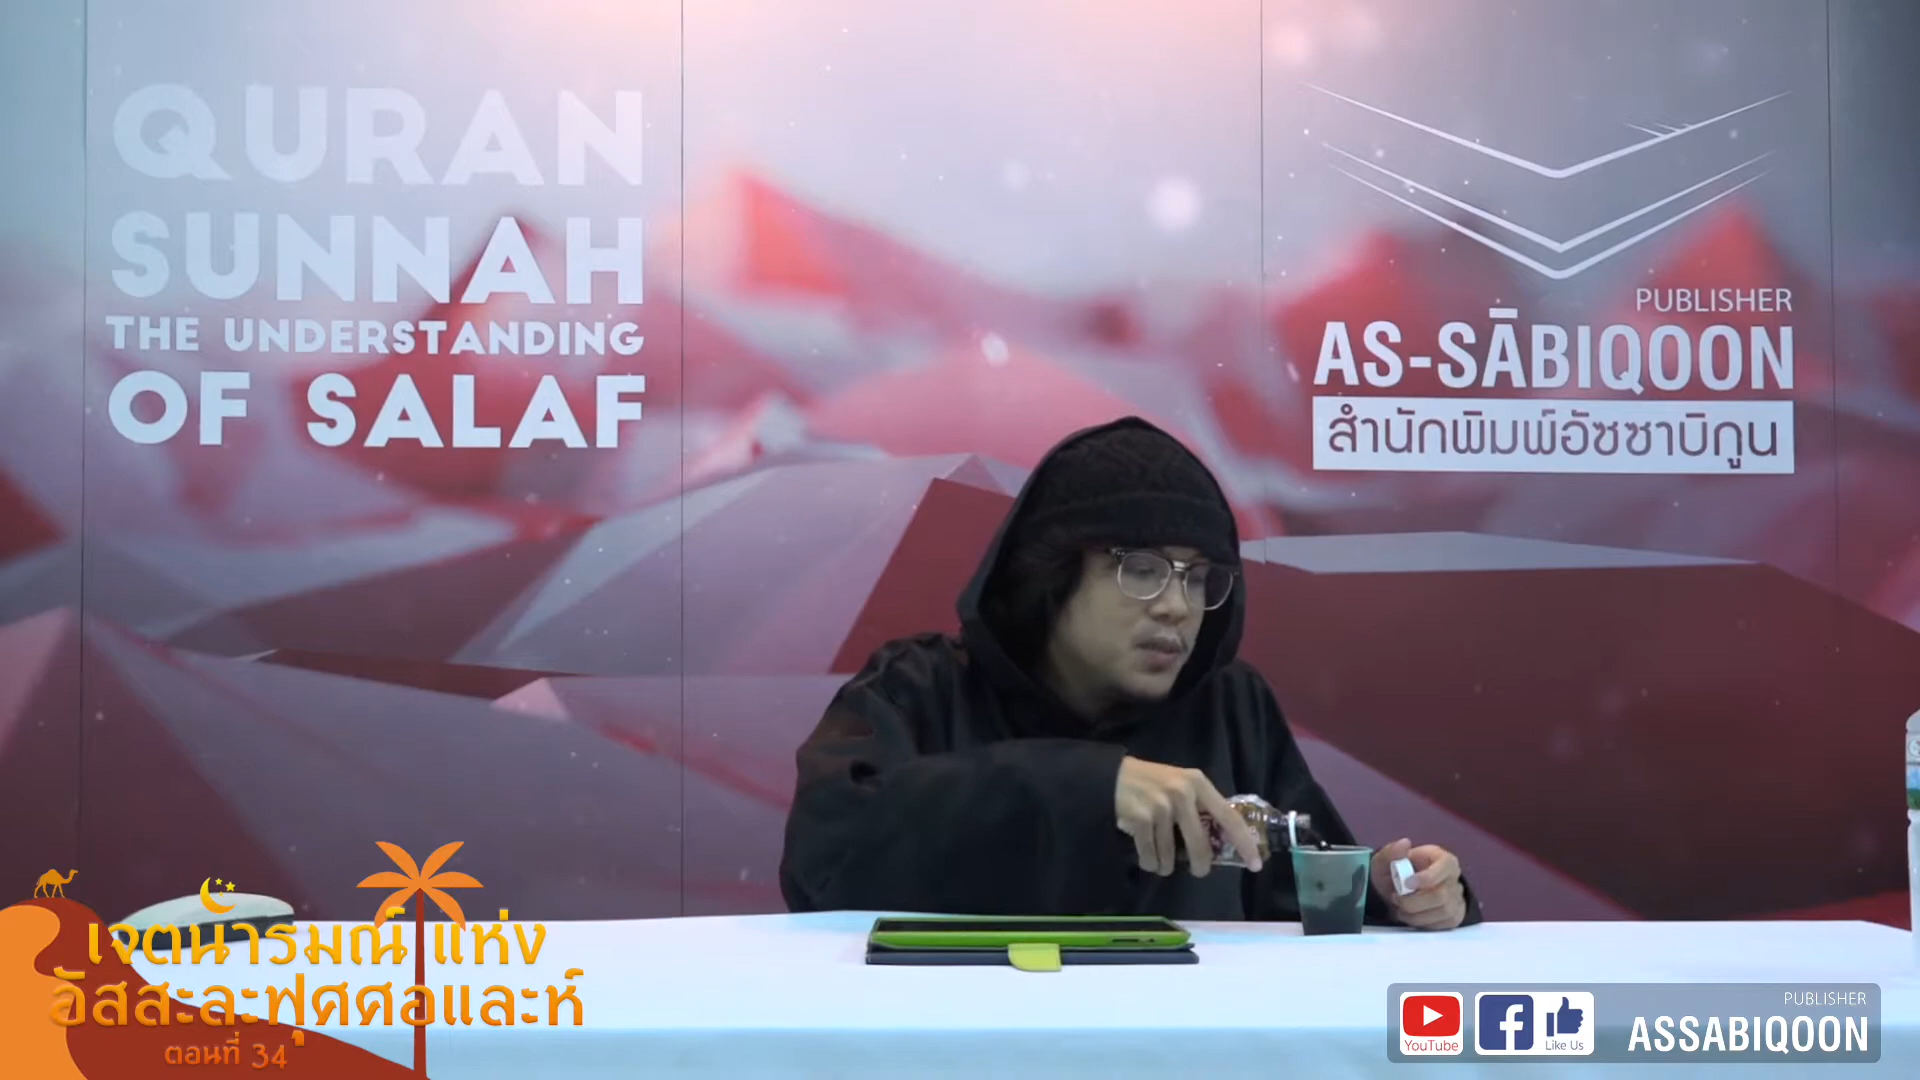 QURAN
SUNNAH
THE UNDERSTANDING
OF SALAF
PUBLISHER
AS-SĀBIQOON
สำนักพิมพ์อัซซาบิกูน
เจตนารมณ์ แห่ง
อัสสะละฟุศศอและห์
ตอนที่ 34
YouTube
Like Us
PUBLISHER
ASSABIQOON